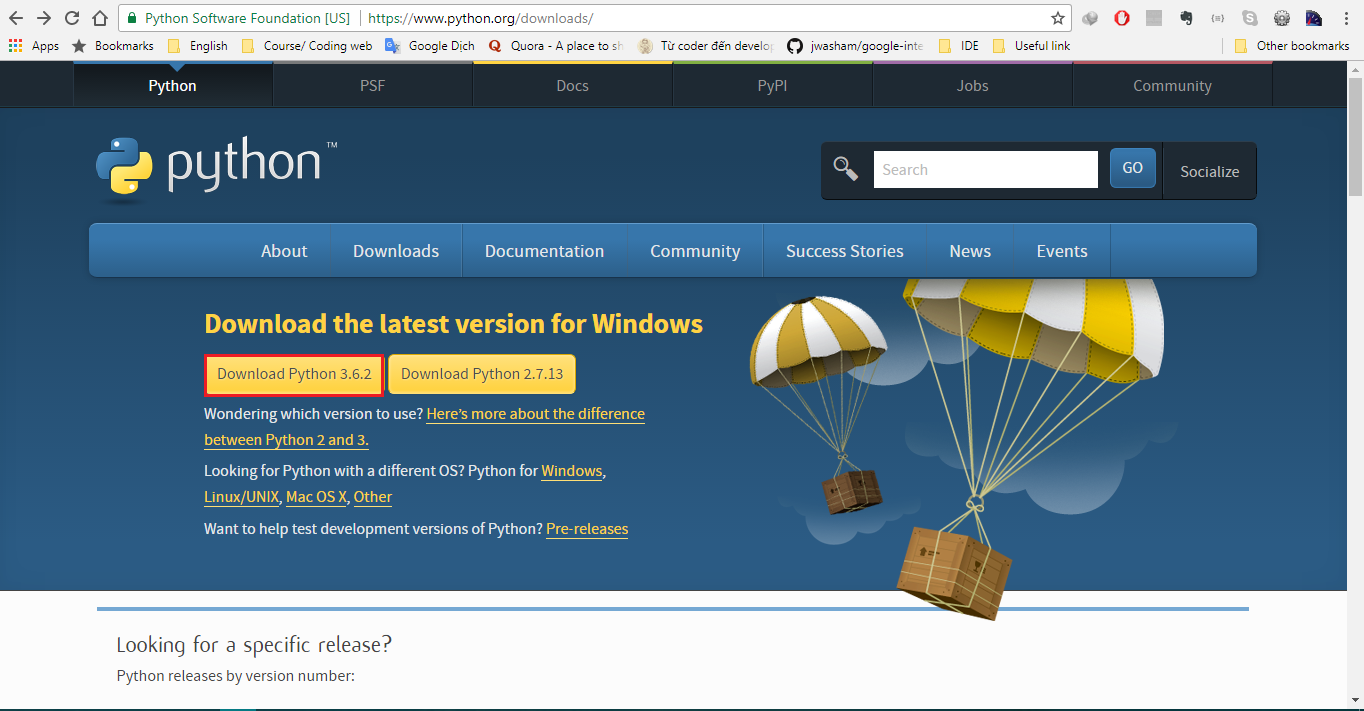 Python Software Foundation [US] | https://www.python.org/downloads/
Apps Bookmarks English Course/ Coding web Google Dịch Quora - A place to sh Từ coder đến develop jwasham/google-inte IDE Useful link Other bookmarks
Python PSF Docs PyPI Jobs Community
python™
Search GO Socialize
About Downloads Documentation Community Success Stories News Events
Download the latest version for Windows
Download Python 3.6.2 Download Python 2.7.13
Wondering which version to use? Here's more about the difference
between Python 2 and 3.
Looking for Python with a different OS? Python for Windows,
Linux/UNIX, Mac OS X, Other
Want to help test development versions of Python? Pre-releases
Looking for a specific release?
Python releases by version number: